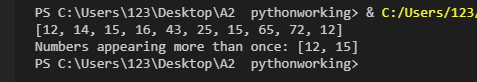 PS C:\Users\123\Desktop\A2  pythonworking> & C:/Users/123/
[12, 14, 15, 16, 43, 25, 15, 65, 72, 12]
Numbers appearing more than once: [12, 15]
PS C:\Users\123\Desktop\A2  pythonworking>